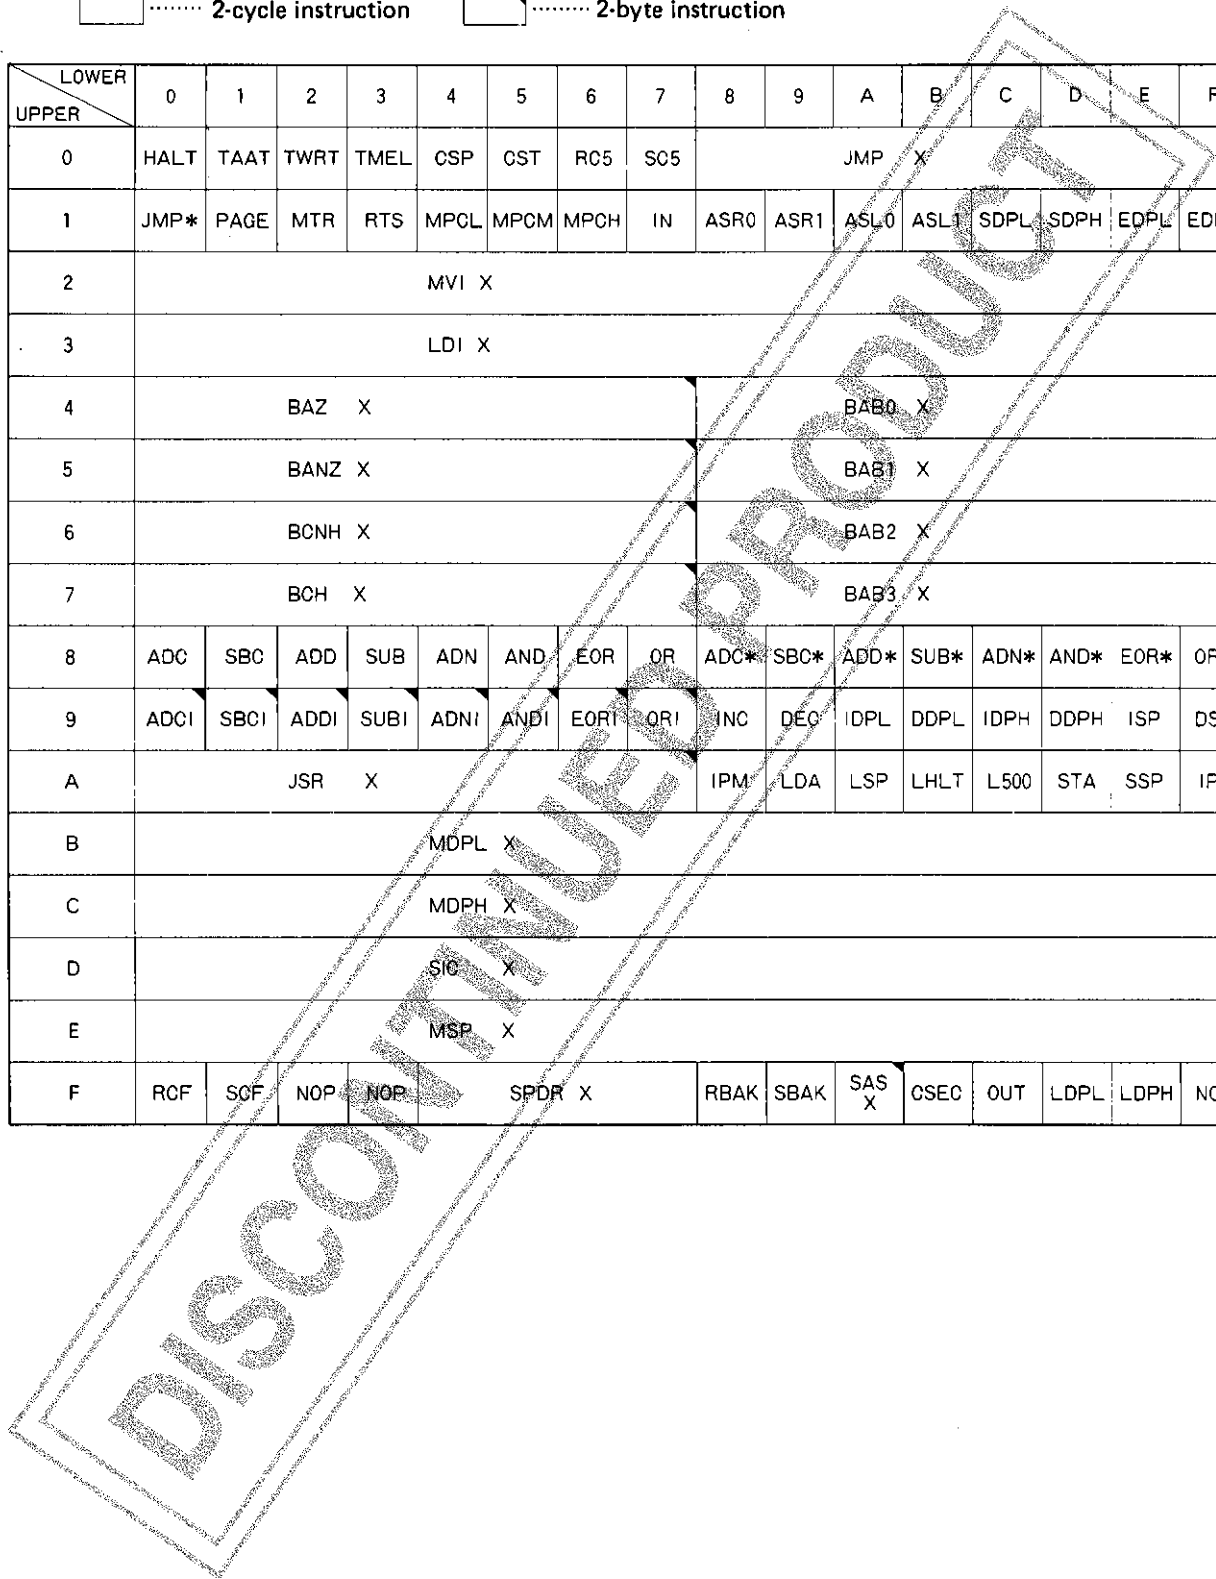 ········ 2-cycle instruction ········ 2-byte instruction
LOWER
UPPER 0 1 2 3 4 5 6 7 8 9 A B C D E
0 HALT TAAT TWRT TMEL CSP CST RC5 SC5 JMP X
1 JMP* PAGE MTR RTS MPCL MPCM MPCH IN ASR0 ASR1 ASL0 ASL1 SDPL SDPH EDPL
2 MVI X
3 LDI X
4 BAZ X BAB0 X
5 BANZ X BAB1 X
6 BCNH X BAB2 X
7 BCH X BAB3 X
8 ADC SBC ADD SUB ADN AND EOR OR ADC* SBC* ADD* SUB* ADN* AND* EOR*
9 ADCI SBCI ADDI SUBI ADNI ANDI EORI ORI INC DEC IDPL DDPL IDPH DDPH ISP
A JSR X IPM LDA LSP LHLT L500 STA SSP
B MDPL X
C MDPH X
D SIC X
E MSP X
F RCF SCF NOP NOP SPDR X RBAK SBAK SAS X CSEC OUT LDPL LDPH
DISCONTINUED PRODUCT